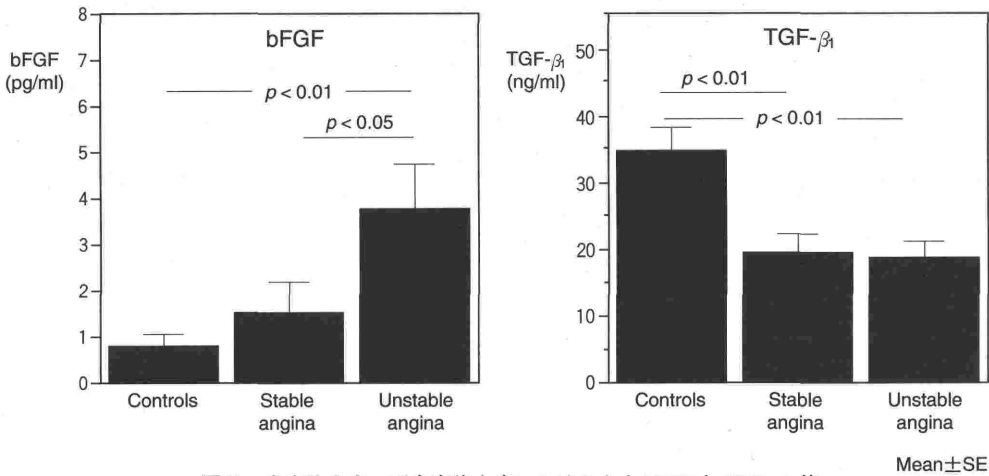 bFGF
bFGF
(pg/ml)
8
7
6
5
4
3
2
1
0
p < 0.01
p < 0.05
Controls
Stable
angina
Unstable
angina
TGF-β₁
TGF-β₁
(ng/ml)
50
40
30
20
10
0
p < 0.01
p < 0.01
Controls
Stable
angina
Unstable
angina
Mean±SE